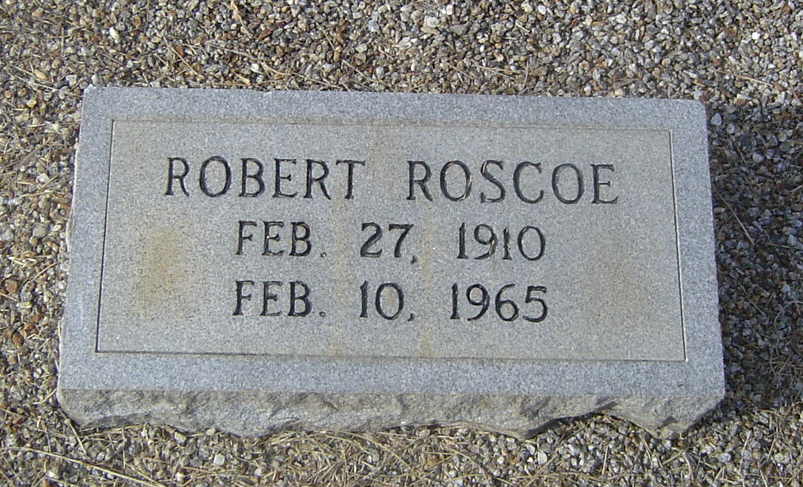 ROBERT ROSCOE
FEB. 27, 1910
FEB. 10, 1965